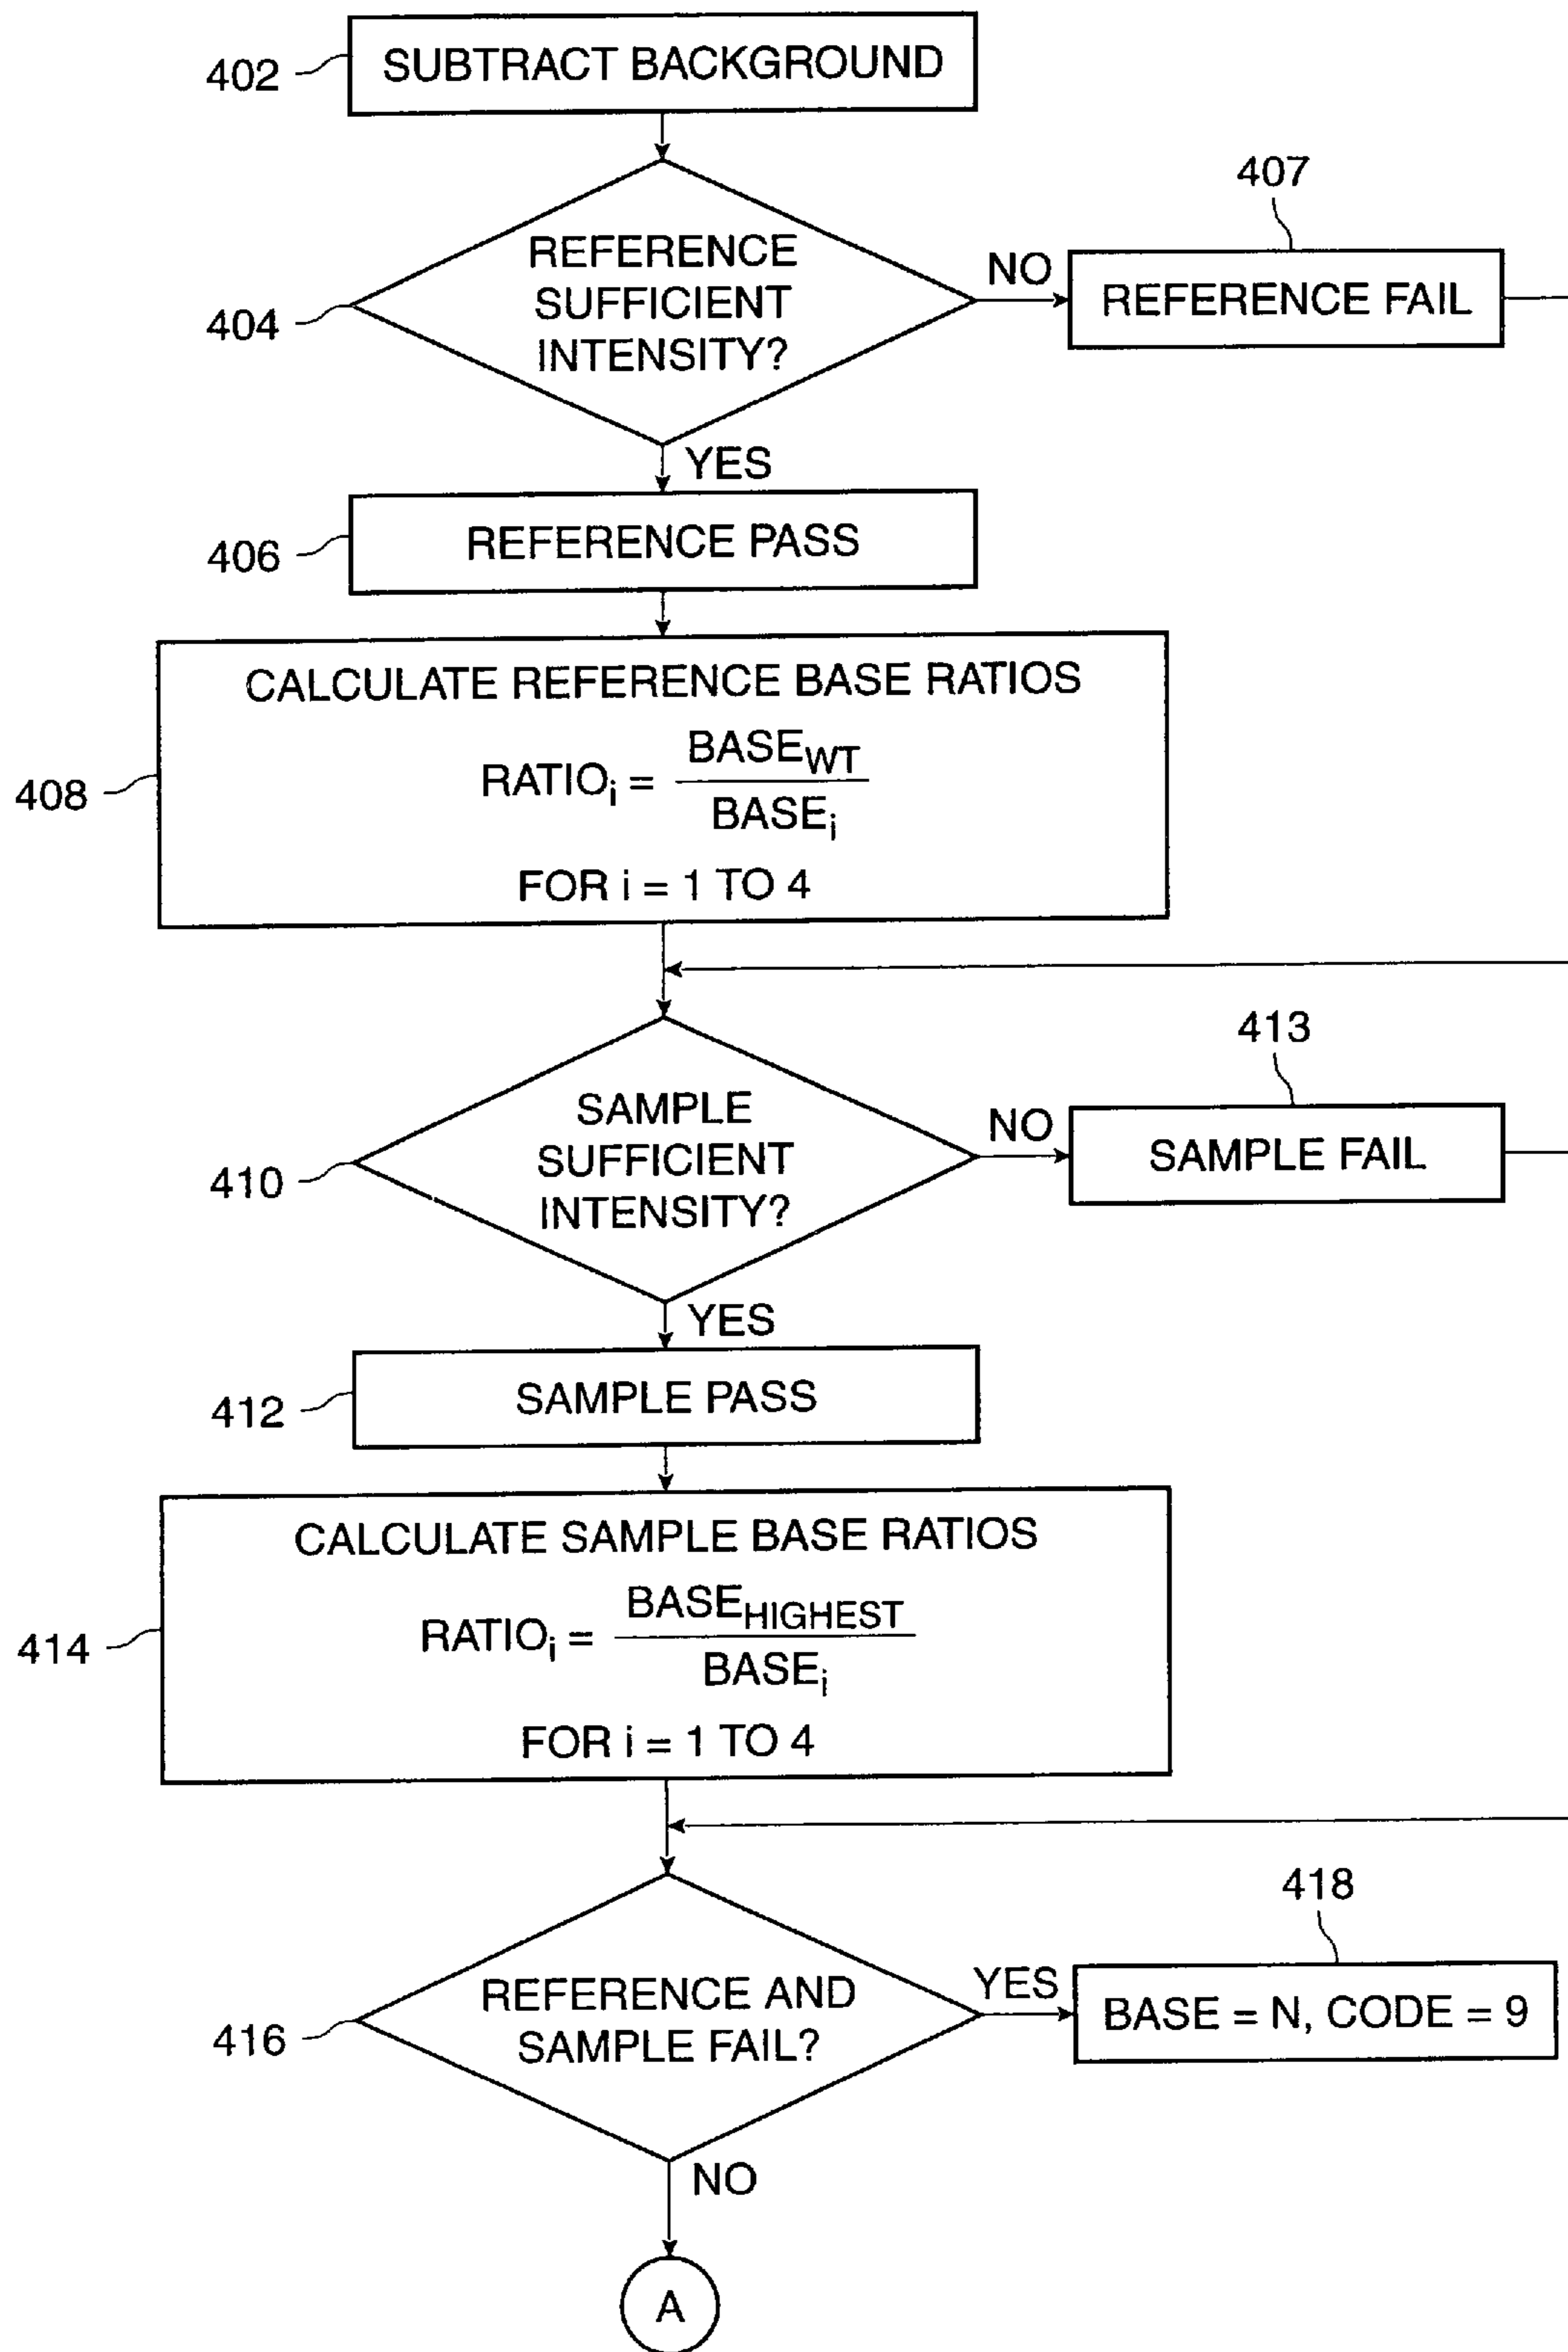 402
SUBTRACT BACKGROUND
407
REFERENCE
SUFFICIENT
INTENSITY?
404
NO
REFERENCE FAIL
YES
406
REFERENCE PASS
CALCULATE REFERENCE BASE RATIOS
RATIOi = BASEWT / BASEi
FOR i = 1 TO 4
408
413
SAMPLE
SUFFICIENT
INTENSITY?
410
NO
SAMPLE FAIL
YES
412
SAMPLE PASS
CALCULATE SAMPLE BASE RATIOS
RATIOi = BASEHIGHEST / BASEi
FOR i = 1 TO 4
414
418
REFERENCE AND
SAMPLE FAIL?
416
YES
BASE = N, CODE = 9
NO
A